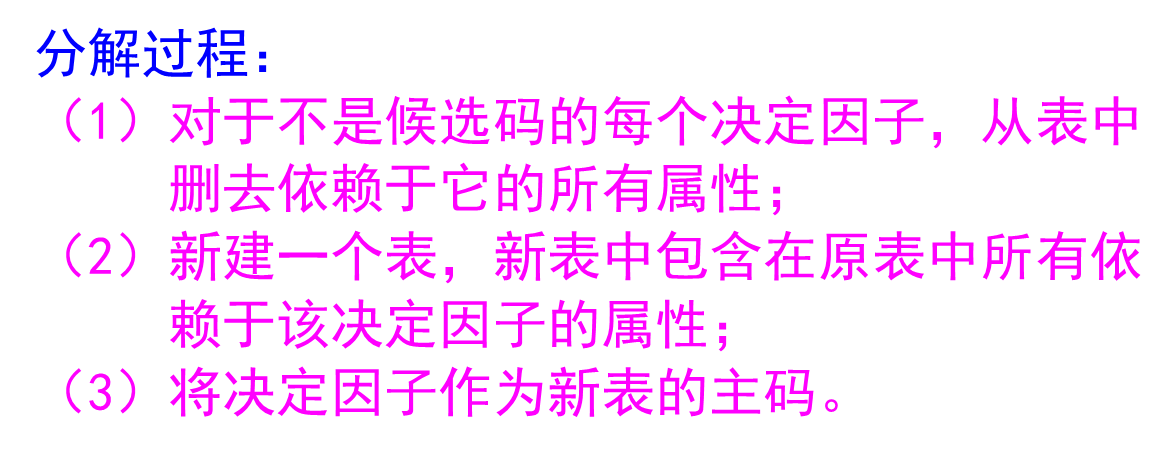 分解过程：
（1）对于不是候选码的每个决定因子，从表中
删去依赖于它的所有属性；
（2）新建一个表，新表中包含在原表中所有依
赖于该决定因子的属性；
（3）将决定因子作为新表的主码。